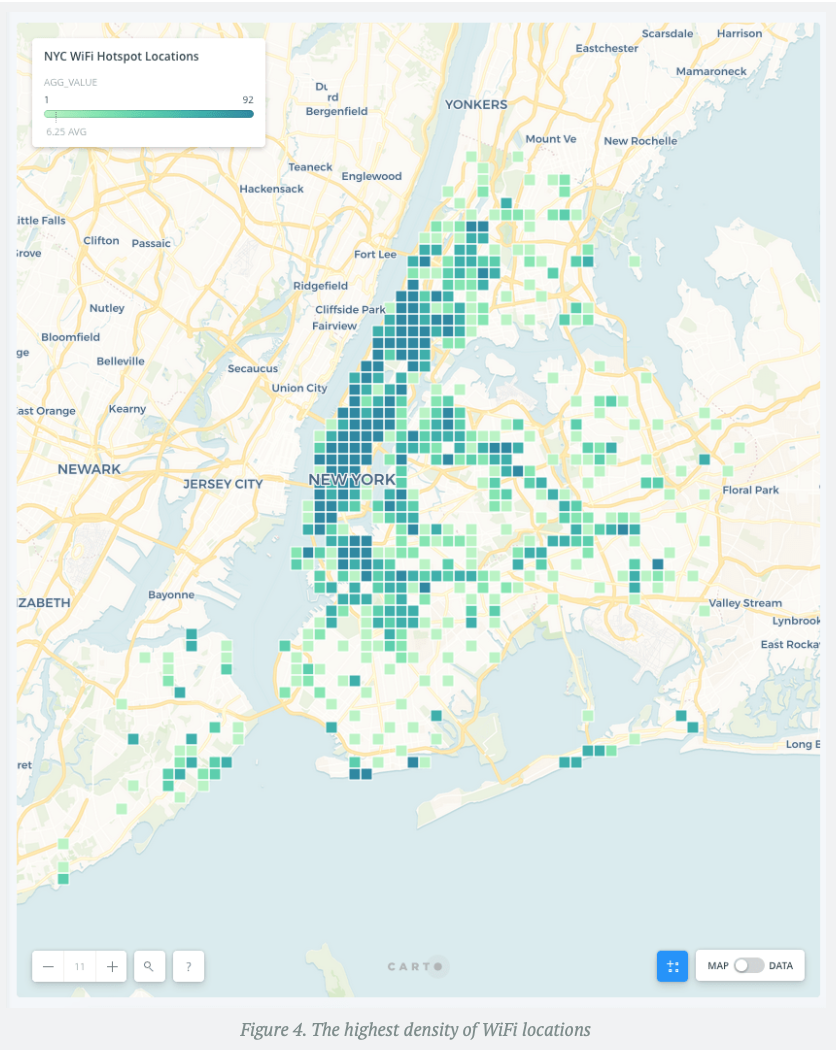 NYC WiFi Hotspot Locations
AGG_VALUE
1 92
6.25 AVG
Scarsdale Harrison
Eastchester
Mamaroneck
Du
rd
Bergenfield
YONKERS
Mount Ve New Rochelle
Teaneck
Englewood
Hackensack
ittle Falls
Clifton Passaic
rove
Fort Lee
Ridgefield
Nutley
Cliffside Park
Fairview
Bloomfield
ge
Belleville
Secaucus
Union City
ast Orange Kearny
NEWARK
JERSEY CITY
NEW YORK
Floral Park
IZABETH
Bayonne
Valley Stream
Lynbrook
East Rocka
Long E
ret
− 11 + ?
CARTO
MAP DATA
Figure 4. The highest density of WiFi locations